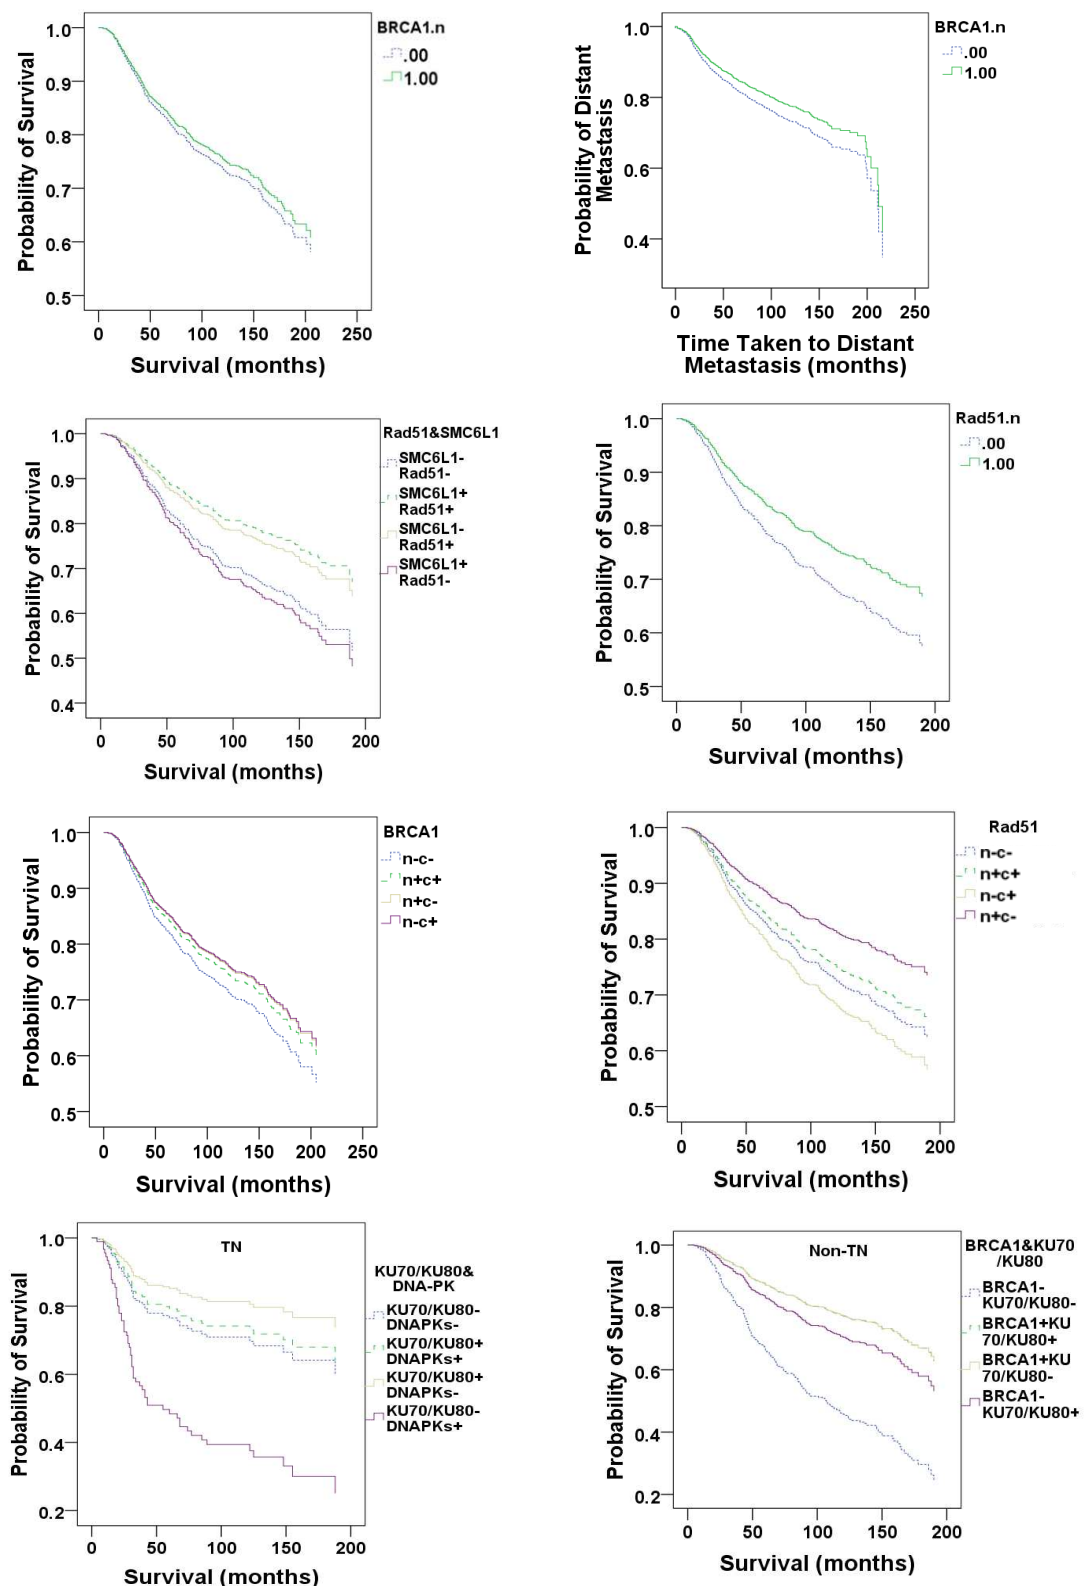 BRCA1.n
.00
1.00
1.0
0.9
0.8
0.7
0.6
0.5
Probability of Survival
0 50 100 150 200 250
Survival (months)
BRCA1.n
.00
1.00
1.0
0.8
0.6
0.4
Probability of Distant
Metastasis
0 50 100 150 200 250
Time Taken to Distant
Metastasis (months)
Rad51&SMC6L1
SMC6L1-
Rad51-
SMC6L1+
Rad51+
SMC6L1-
Rad51+
SMC6L1+
Rad51-
1.0
0.9
0.8
0.7
0.6
0.5
0.4
Probability of Survival
0 50 100 150 200
Survival (months)
Rad51.n
.00
1.00
1.0
0.9
0.8
0.7
0.6
0.5
Probability of Survival
0 50 100 150 200
Survival (months)
BRCA1
n-c-
n+c+
n+c-
n-c+
1.0
0.9
0.8
0.7
0.6
0.5
Probability of Survival
0 50 100 150 200 250
Survival (months)
Rad51
n-c-
n+c+
n-c+
n+c-
1.0
0.9
0.8
0.7
0.6
0.5
Probability of Survival
0 50 100 150 200
Survival (months)
TN
KU70/KU80&
DNA-PK
KU70/KU80-
DNAPKs-
KU70/KU80+
DNAPKs+
KU70/KU80+
DNAPKs-
KU70/KU80-
DNAPKs+
1.0
0.8
0.6
0.4
0.2
Probability of Survival
0 50 100 150 200
Survival (months)
Non-TN
BRCA1&KU70
/KU80
BRCA1-
KU70/KU80-
BRCA1+KU
70/KU80+
BRCA1+KU
70/KU80-
BRCA1-
KU70/KU80+
1.0
0.8
0.6
0.4
0.2
Probability of Survival
0 50 100 150 200
Survival (months)